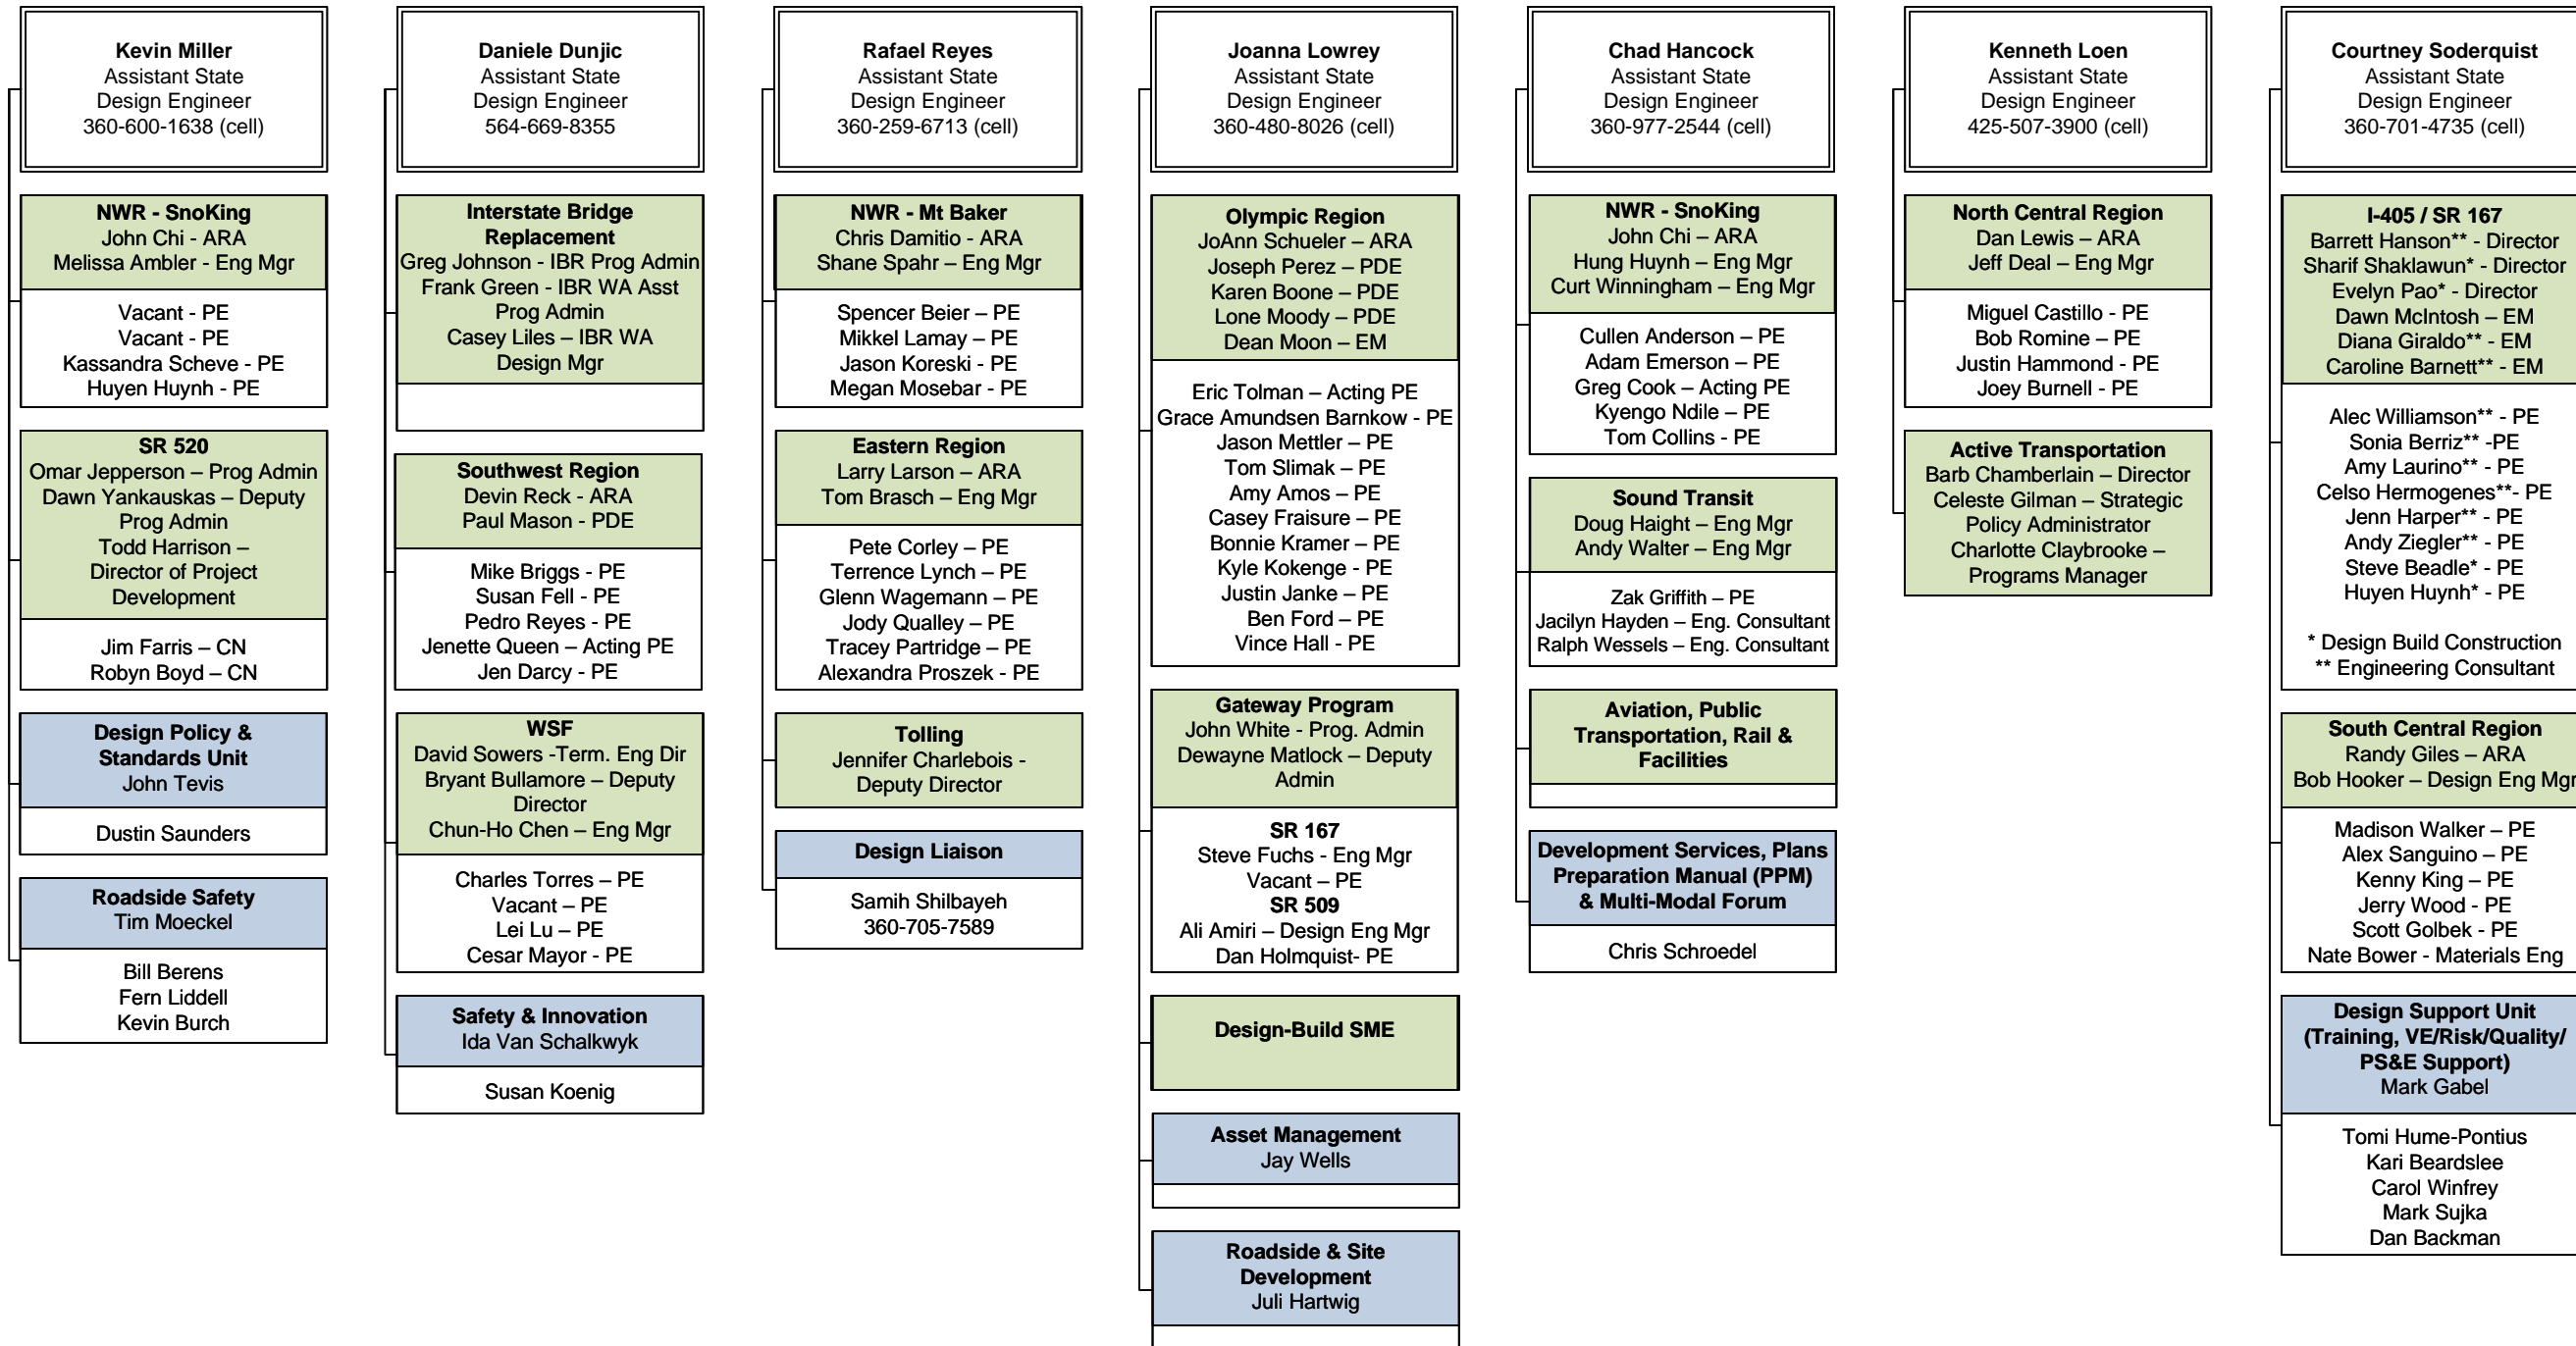 Kevin Miller
Assistant State
Design Engineer
360-600-1638 (cell)
NWR - SnoKing
John Chi - ARA
Melissa Ambler - Eng Mgr
Vacant - PE
Vacant - PE
Kassandra Scheve - PE
Huyen Huynh - PE
SR 520
Omar Jepperson – Prog Admin
Dawn Yankauskas – Deputy
Prog Admin
Todd Harrison –
Director of Project
Development
Jim Farris – CN
Robyn Boyd – CN
Design Policy &
Standards Unit
John Tevis
Dustin Saunders
Roadside Safety
Tim Moeckel
Bill Berens
Fern Liddell
Kevin Burch
Daniele Dunjic
Assistant State
Design Engineer
564-669-8355
Interstate Bridge
Replacement
Greg Johnson - IBR Prog Admin
Frank Green - IBR WA Asst
Prog Admin
Casey Liles – IBR WA
Design Mgr
Southwest Region
Devin Reck - ARA
Paul Mason - PDE
Mike Briggs - PE
Susan Fell - PE
Pedro Reyes - PE
Jenette Queen – Acting PE
Jen Darcy - PE
WSF
David Sowers -Term. Eng Dir
Bryant Bullamore – Deputy
Director
Chun-Ho Chen – Eng Mgr
Charles Torres – PE
Vacant – PE
Lei Lu – PE
Cesar Mayor - PE
Safety & Innovation
Ida Van Schalkwyk
Susan Koenig
Rafael Reyes
Assistant State
Design Engineer
360-259-6713 (cell)
NWR - Mt Baker
Chris Damitio - ARA
Shane Spahr – Eng Mgr
Spencer Beier – PE
Mikkel Lamay – PE
Jason Koreski - PE
Megan Mosebar - PE
Eastern Region
Larry Larson – ARA
Tom Brasch – Eng Mgr
Pete Corley – PE
Terrence Lynch – PE
Glenn Wagemann – PE
Jody Qualley – PE
Tracey Partridge – PE
Alexandra Proszek - PE
Tolling
Jennifer Charlebois -
Deputy Director
Design Liaison
Samih Shilbayeh
360-705-7589
Joanna Lowrey
Assistant State
Design Engineer
360-480-8026 (cell)
Olympic Region
JoAnn Schueler – ARA
Joseph Perez – PDE
Karen Boone – PDE
Lone Moody – PDE
Dean Moon – EM
Eric Tolman – Acting PE
Grace Amundsen Barnkow - PE
Jason Mettler – PE
Tom Slimak – PE
Amy Amos – PE
Casey Fraisure – PE
Bonnie Kramer – PE
Kyle Kokenge - PE
Justin Janke – PE
Ben Ford – PE
Vince Hall - PE
Gateway Program
John White - Prog. Admin
Dewayne Matlock – Deputy
Admin
SR 167
Steve Fuchs - Eng Mgr
Vacant – PE
SR 509
Ali Amiri – Design Eng Mgr
Dan Holmquist- PE
Design-Build SME
Asset Management
Jay Wells
Roadside & Site
Development
Juli Hartwig
Chad Hancock
Assistant State
Design Engineer
360-977-2544 (cell)
NWR - SnoKing
John Chi – ARA
Hung Huynh – Eng Mgr
Curt Winningham – Eng Mgr
Cullen Anderson – PE
Adam Emerson – PE
Greg Cook – Acting PE
Kyengo Ndile – PE
Tom Collins - PE
Sound Transit
Doug Haight – Eng Mgr
Andy Walter – Eng Mgr
Zak Griffith – PE
Jacilyn Hayden – Eng. Consultant
Ralph Wessels – Eng. Consultant
Aviation, Public
Transportation, Rail &
Facilities
Development Services, Plans
Preparation Manual (PPM)
& Multi-Modal Forum
Chris Schroedel
Kenneth Loen
Assistant State
Design Engineer
425-507-3900 (cell)
North Central Region
Dan Lewis – ARA
Jeff Deal – Eng Mgr
Miguel Castillo - PE
Bob Romine – PE
Justin Hammond - PE
Joey Burnell - PE
Active Transportation
Barb Chamberlain – Director
Celeste Gilman – Strategic
Policy Administrator
Charlotte Claybrooke –
Programs Manager
Courtney Soderquist
Assistant State
Design Engineer
360-701-4735 (cell)
I-405 / SR 167
Barrett Hanson** - Director
Sharif Shaklawun* - Director
Evelyn Pao* - Director
Dawn McIntosh – EM
Diana Giraldo** - EM
Caroline Barnett** - EM
Alec Williamson** - PE
Sonia Berriz** -PE
Amy Laurino** - PE
Celso Hermogenes**- PE
Jenn Harper** - PE
Andy Ziegler** - PE
Steve Beadle* - PE
Huyen Huynh* - PE
* Design Build Construction
** Engineering Consultant
South Central Region
Randy Giles – ARA
Bob Hooker – Design Eng Mgr
Madison Walker – PE
Alex Sanguino – PE
Kenny King – PE
Jerry Wood - PE
Scott Golbek - PE
Nate Bower - Materials Eng
Design Support Unit
(Training, VE/Risk/Quality/
PS&E Support)
Mark Gabel
Tomi Hume-Pontius
Kari Beardslee
Carol Winfrey
Mark Sujka
Dan Backman